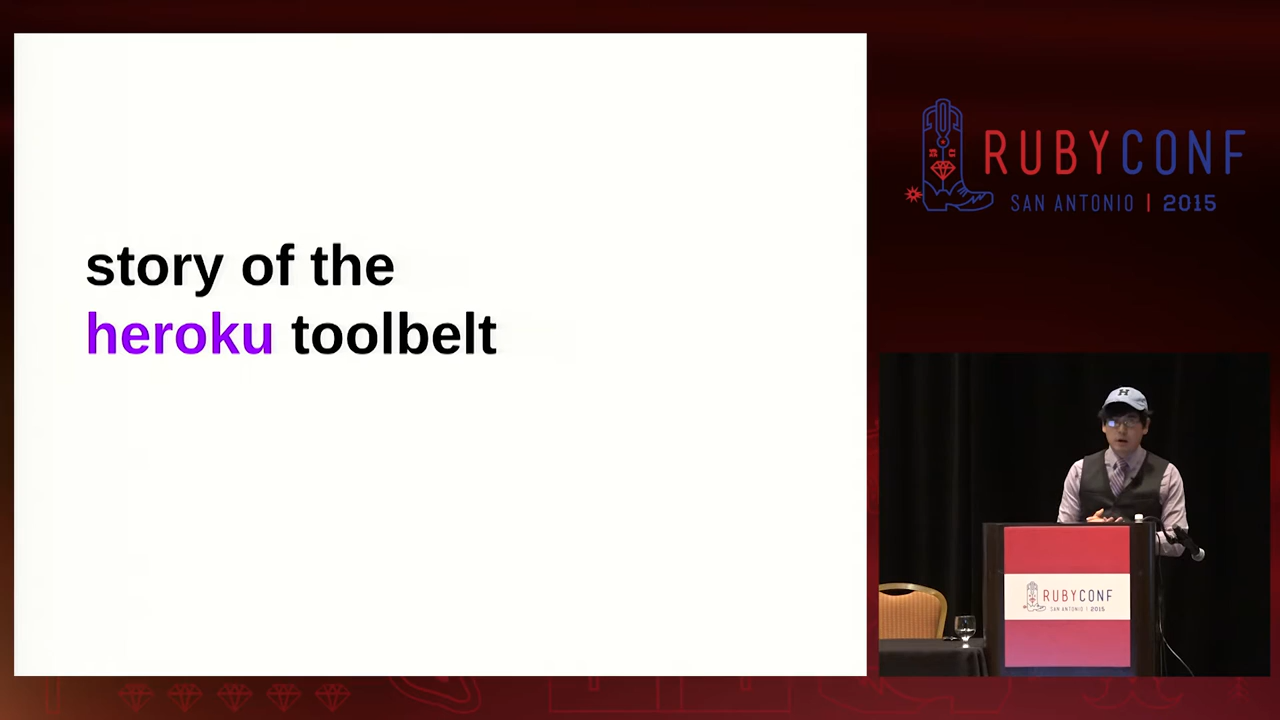 story of the
heroku toolbelt
RUBYCONF
SAN ANTONIO | 2015
H
RUBYCONF
SAN ANTONIO | 2015